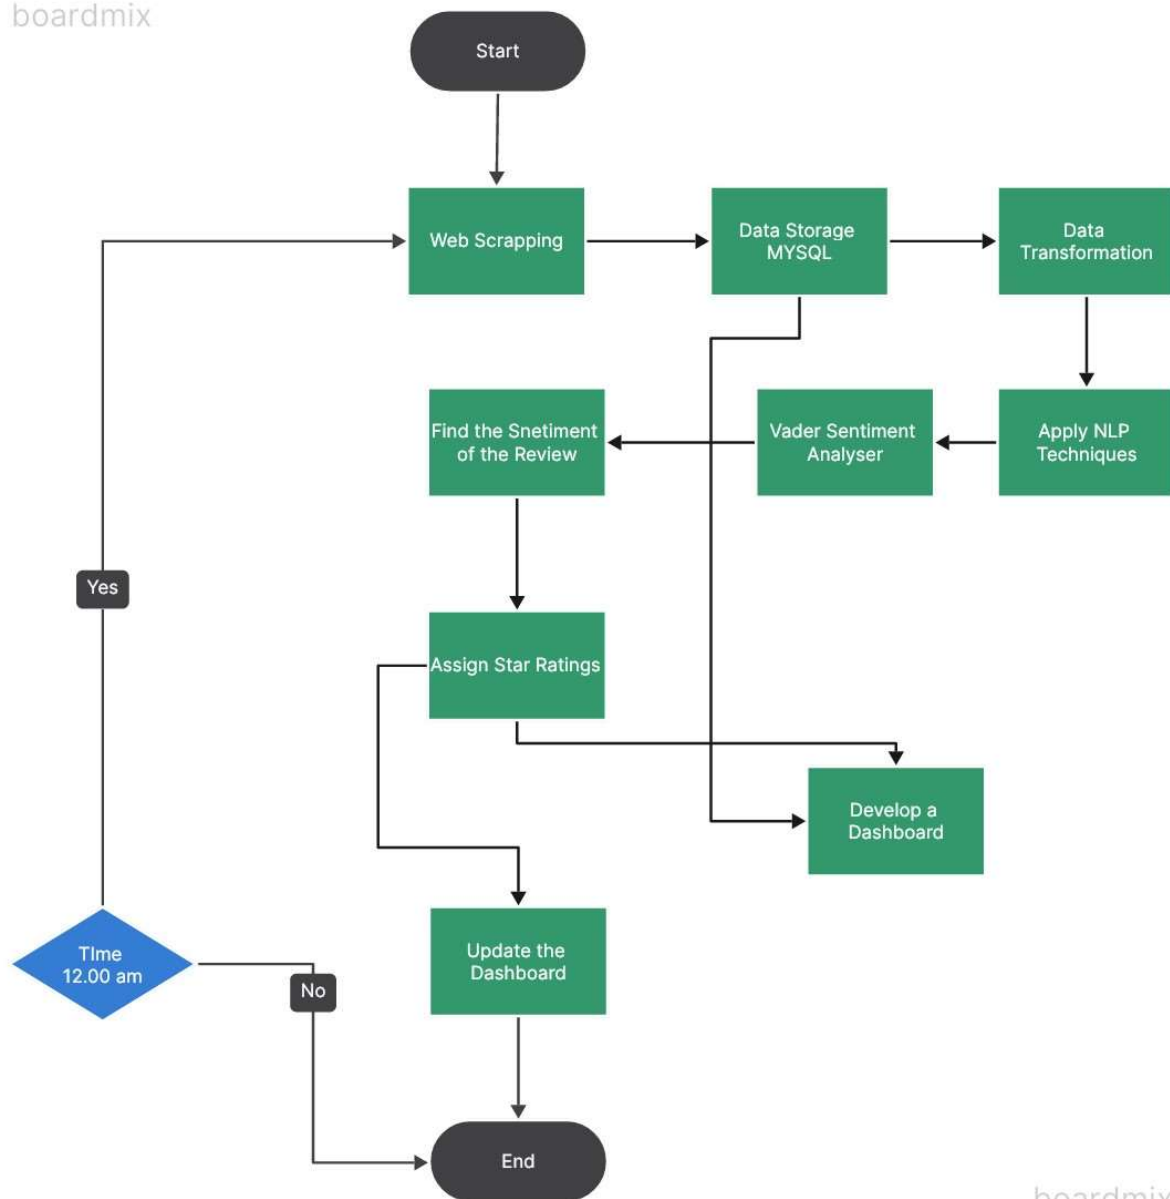 boardmix
Start
Web Scrapping
Data Storage
MYSQL
Data
Transformation
Find the Snetiment
of the Review
Vader Sentiment
Analyser
Apply NLP
Techniques
Yes
Assign Star Ratings
Develop a
Dashboard
TIme
12.00 am
No
Update the
Dashboard
End
boardmix